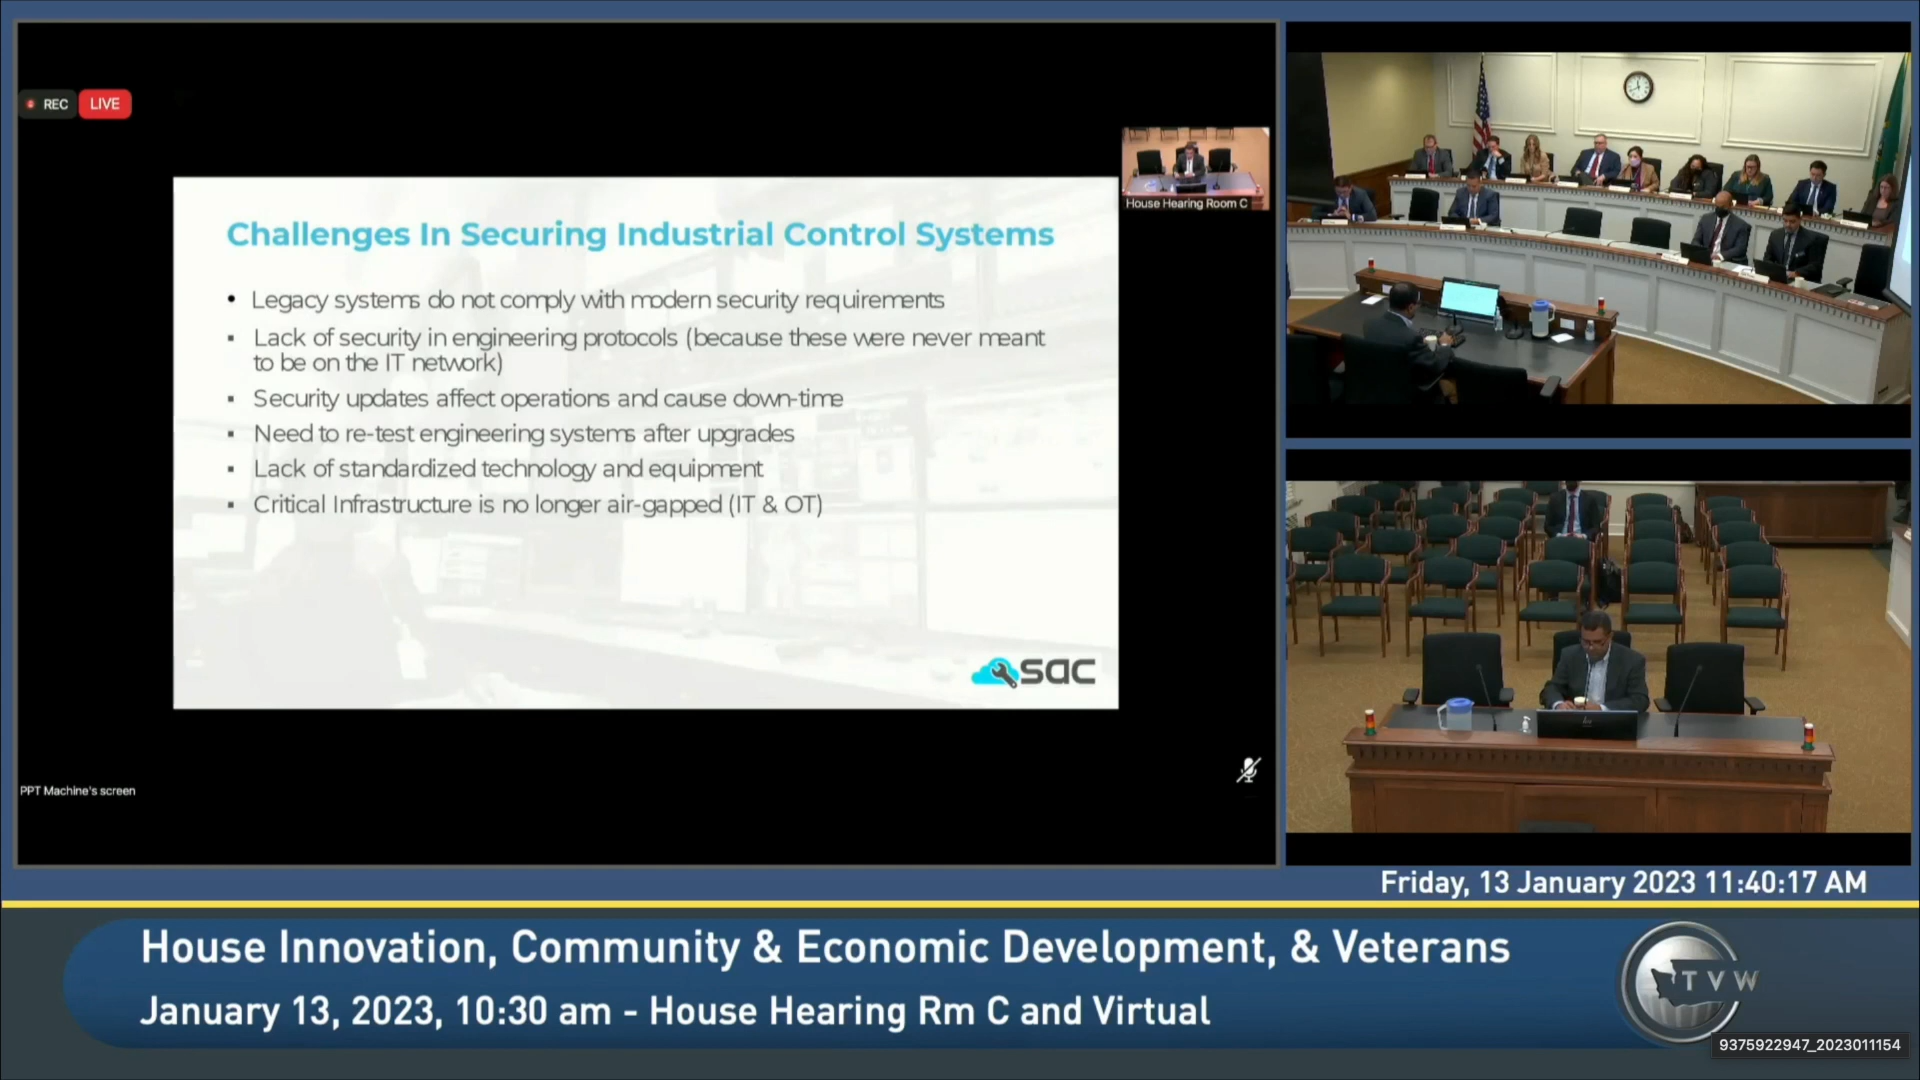 REC
LIVE
House Hearing Room C
Challenges In Securing Industrial Control Systems
• Legacy systems do not comply with modern security requirements
▪ Lack of security in engineering protocols (because these were never meant
to be on the IT network)
▪ Security updates affect operations and cause down-time
▪ Need to re-test engineering systems after upgrades
▪ Lack of standardized technology and equipment
▪ Critical Infrastructure is no longer air-gapped (IT & OT)
sac
PPT Machine's screen
Friday, 13 January 2023 11:40:17 AM
House Innovation, Community & Economic Development, & Veterans
January 13, 2023, 10:30 am - House Hearing Rm C and Virtual
TVW
9375922947_2023011154